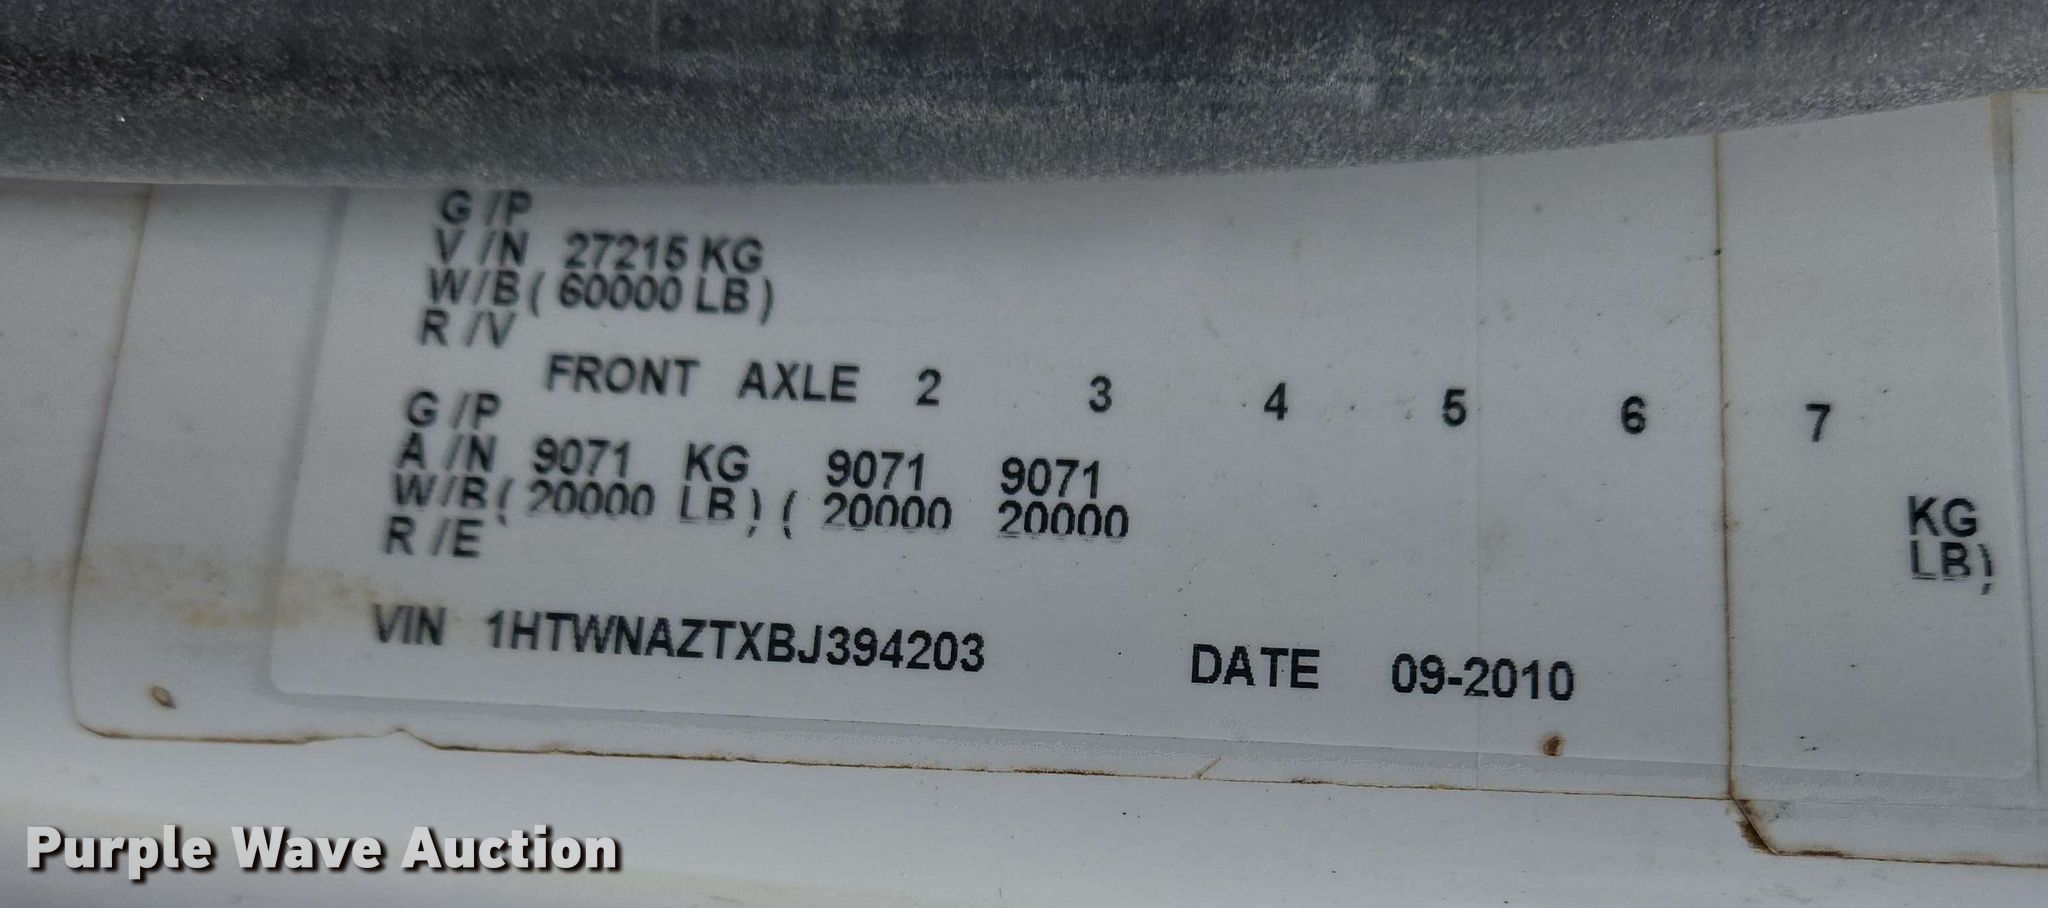 G /P
V /N 27215 KG
W/B ( 60000 LB )
R /V
FRONT AXLE 2 3 4 5 6 7
G /P
A /N 9071 KG 9071 9071 KG
W/B ( 20000 LB ) ( 20000 20000 LB )
R /E
VIN 1HTWNAZTXBJ394203 DATE 09-2010
Purple Wave Auction